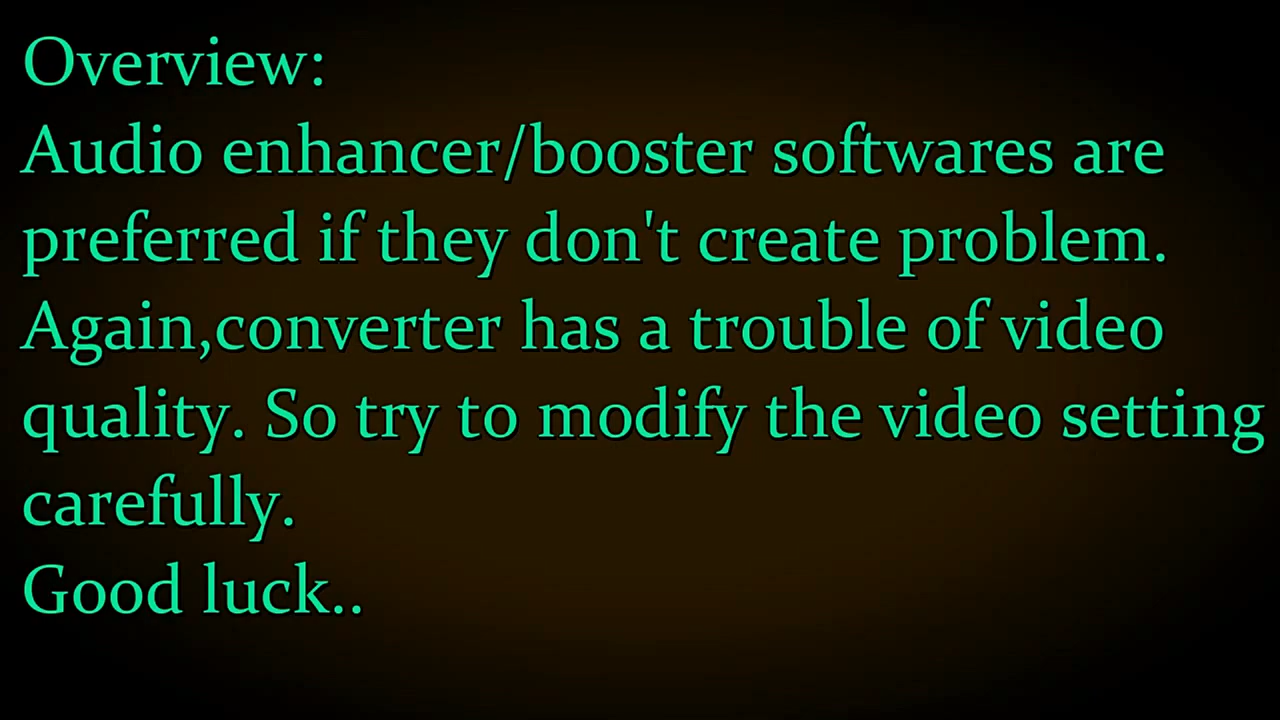 Overview:
Audio enhancer/booster softwares are
preferred if they don't create problem.
Again,converter has a trouble of video
quality. So try to modify the video setting
carefully.
Good luck..